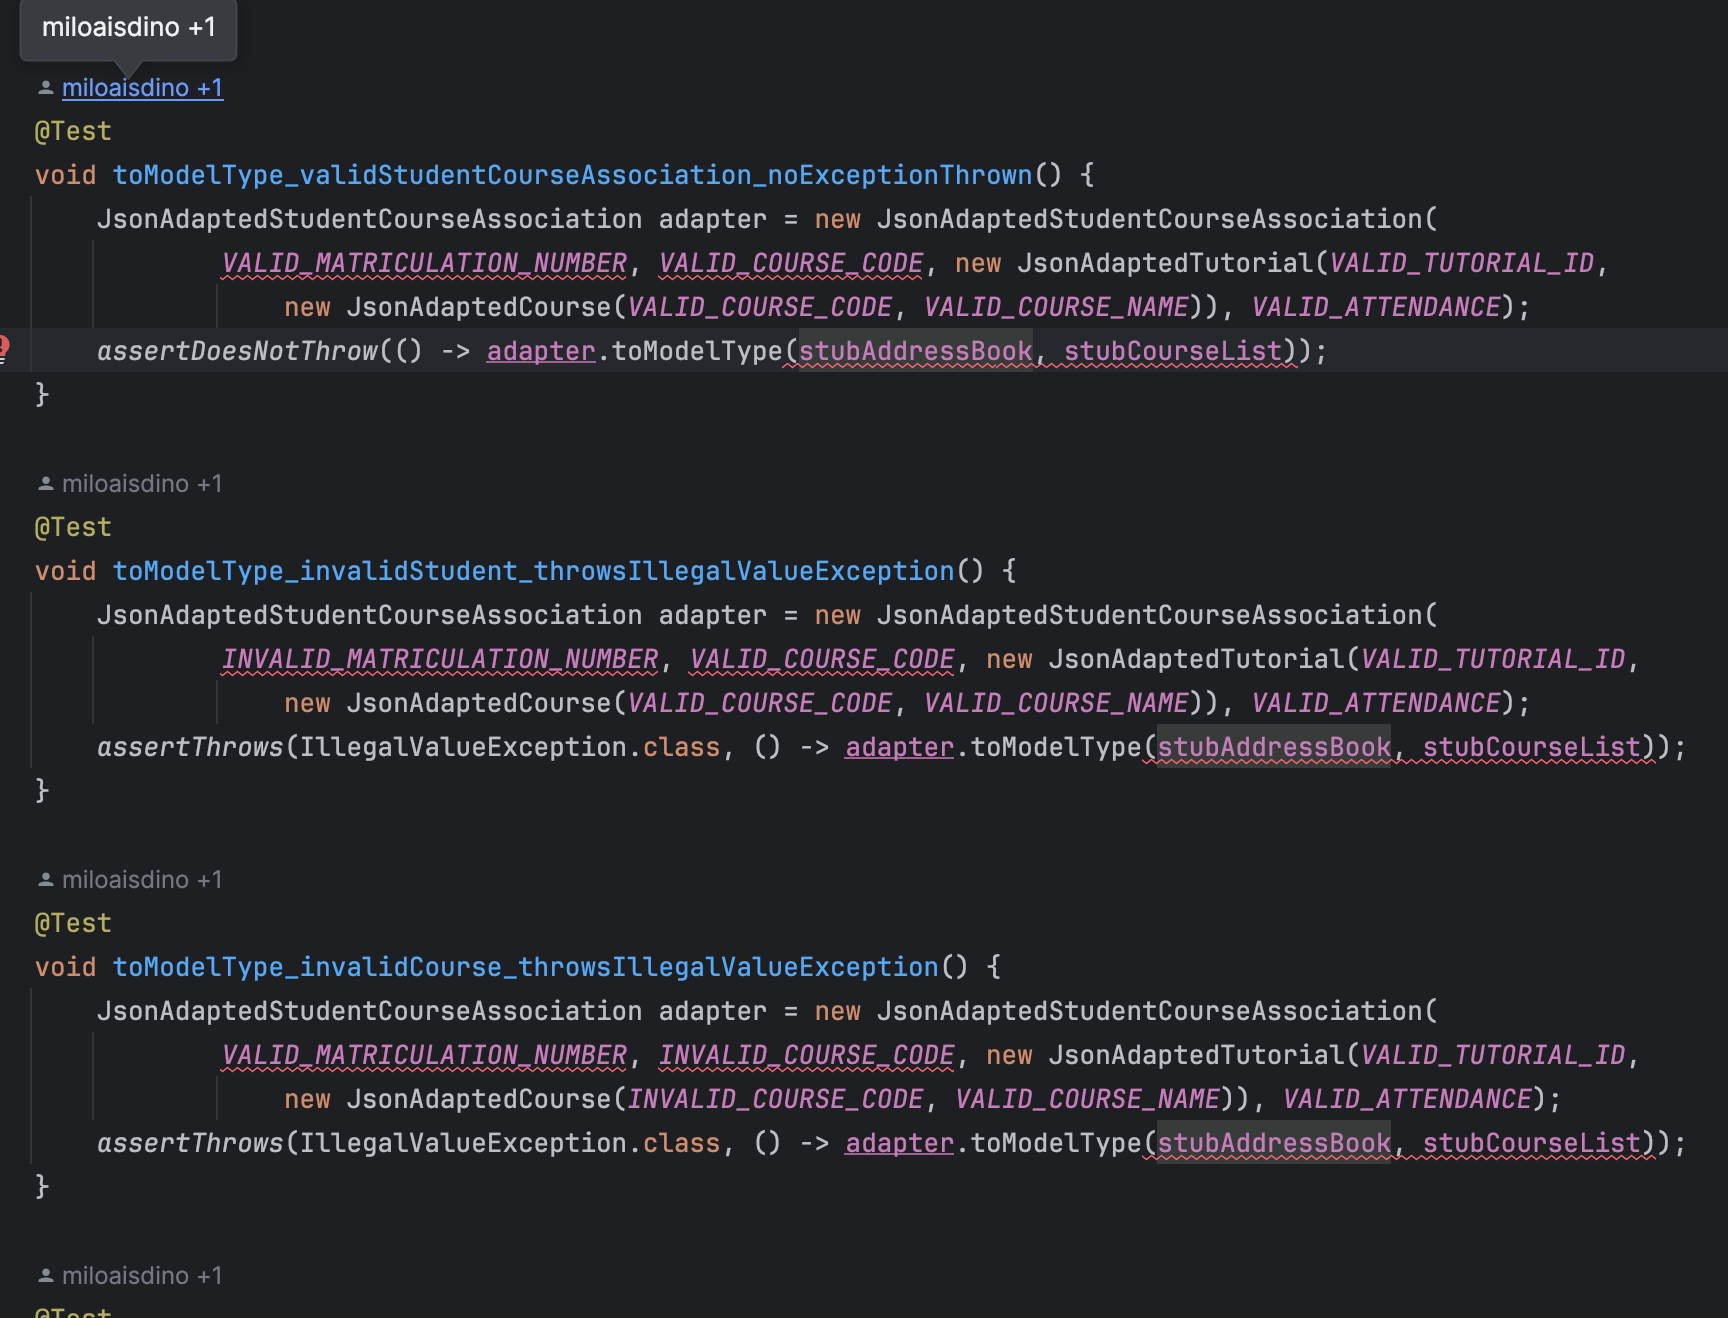 miloaisdino +1
miloaisdino +1
@Test
void toModelType_validStudentCourseAssociation_noExceptionThrown() {
JsonAdaptedStudentCourseAssociation adapter = new JsonAdaptedStudentCourseAssociation(
VALID_MATRICULATION_NUMBER, VALID_COURSE_CODE, new JsonAdaptedTutorial(VALID_TUTORIAL_ID,
new JsonAdaptedCourse(VALID_COURSE_CODE, VALID_COURSE_NAME)), VALID_ATTENDANCE);
assertDoesNotThrow(() -> adapter.toModelType(stubAddressBook, stubCourseList));
}
miloaisdino +1
@Test
void toModelType_invalidStudent_throwsIllegalValueException() {
JsonAdaptedStudentCourseAssociation adapter = new JsonAdaptedStudentCourseAssociation(
INVALID_MATRICULATION_NUMBER, VALID_COURSE_CODE, new JsonAdaptedTutorial(VALID_TUTORIAL_ID,
new JsonAdaptedCourse(VALID_COURSE_CODE, VALID_COURSE_NAME)), VALID_ATTENDANCE);
assertThrows(IllegalValueException.class, () -> adapter.toModelType(stubAddressBook, stubCourseList));
}
miloaisdino +1
@Test
void toModelType_invalidCourse_throwsIllegalValueException() {
JsonAdaptedStudentCourseAssociation adapter = new JsonAdaptedStudentCourseAssociation(
VALID_MATRICULATION_NUMBER, INVALID_COURSE_CODE, new JsonAdaptedTutorial(VALID_TUTORIAL_ID,
new JsonAdaptedCourse(INVALID_COURSE_CODE, VALID_COURSE_NAME)), VALID_ATTENDANCE);
assertThrows(IllegalValueException.class, () -> adapter.toModelType(stubAddressBook, stubCourseList));
}
miloaisdino +1
@Test